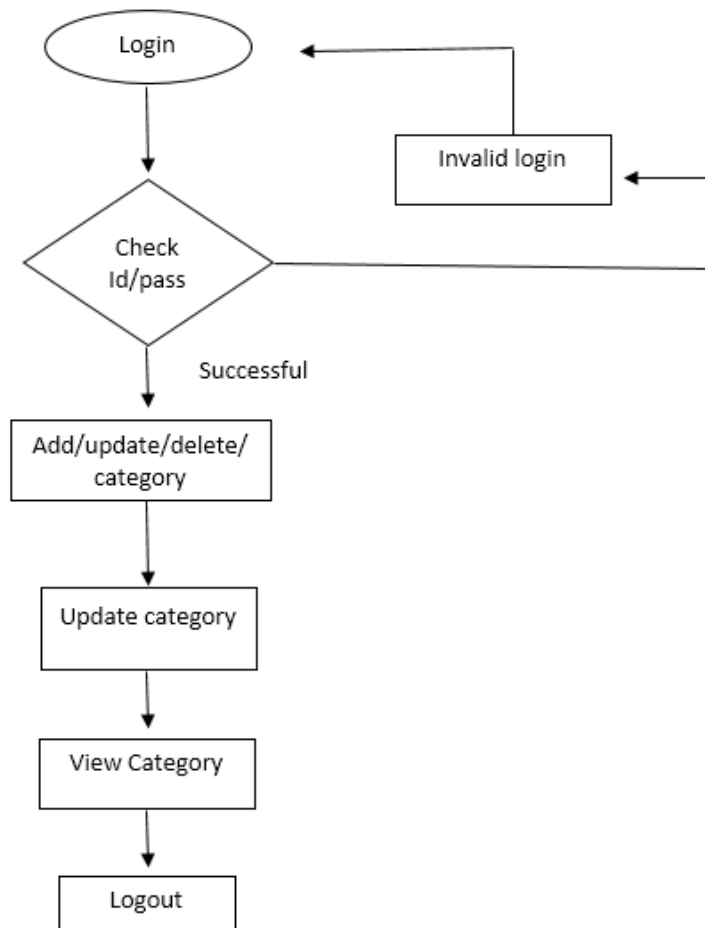 Login
Invalid login
Check
Id/pass
Successful
Add/update/delete/
category
Update category
View Category
Logout